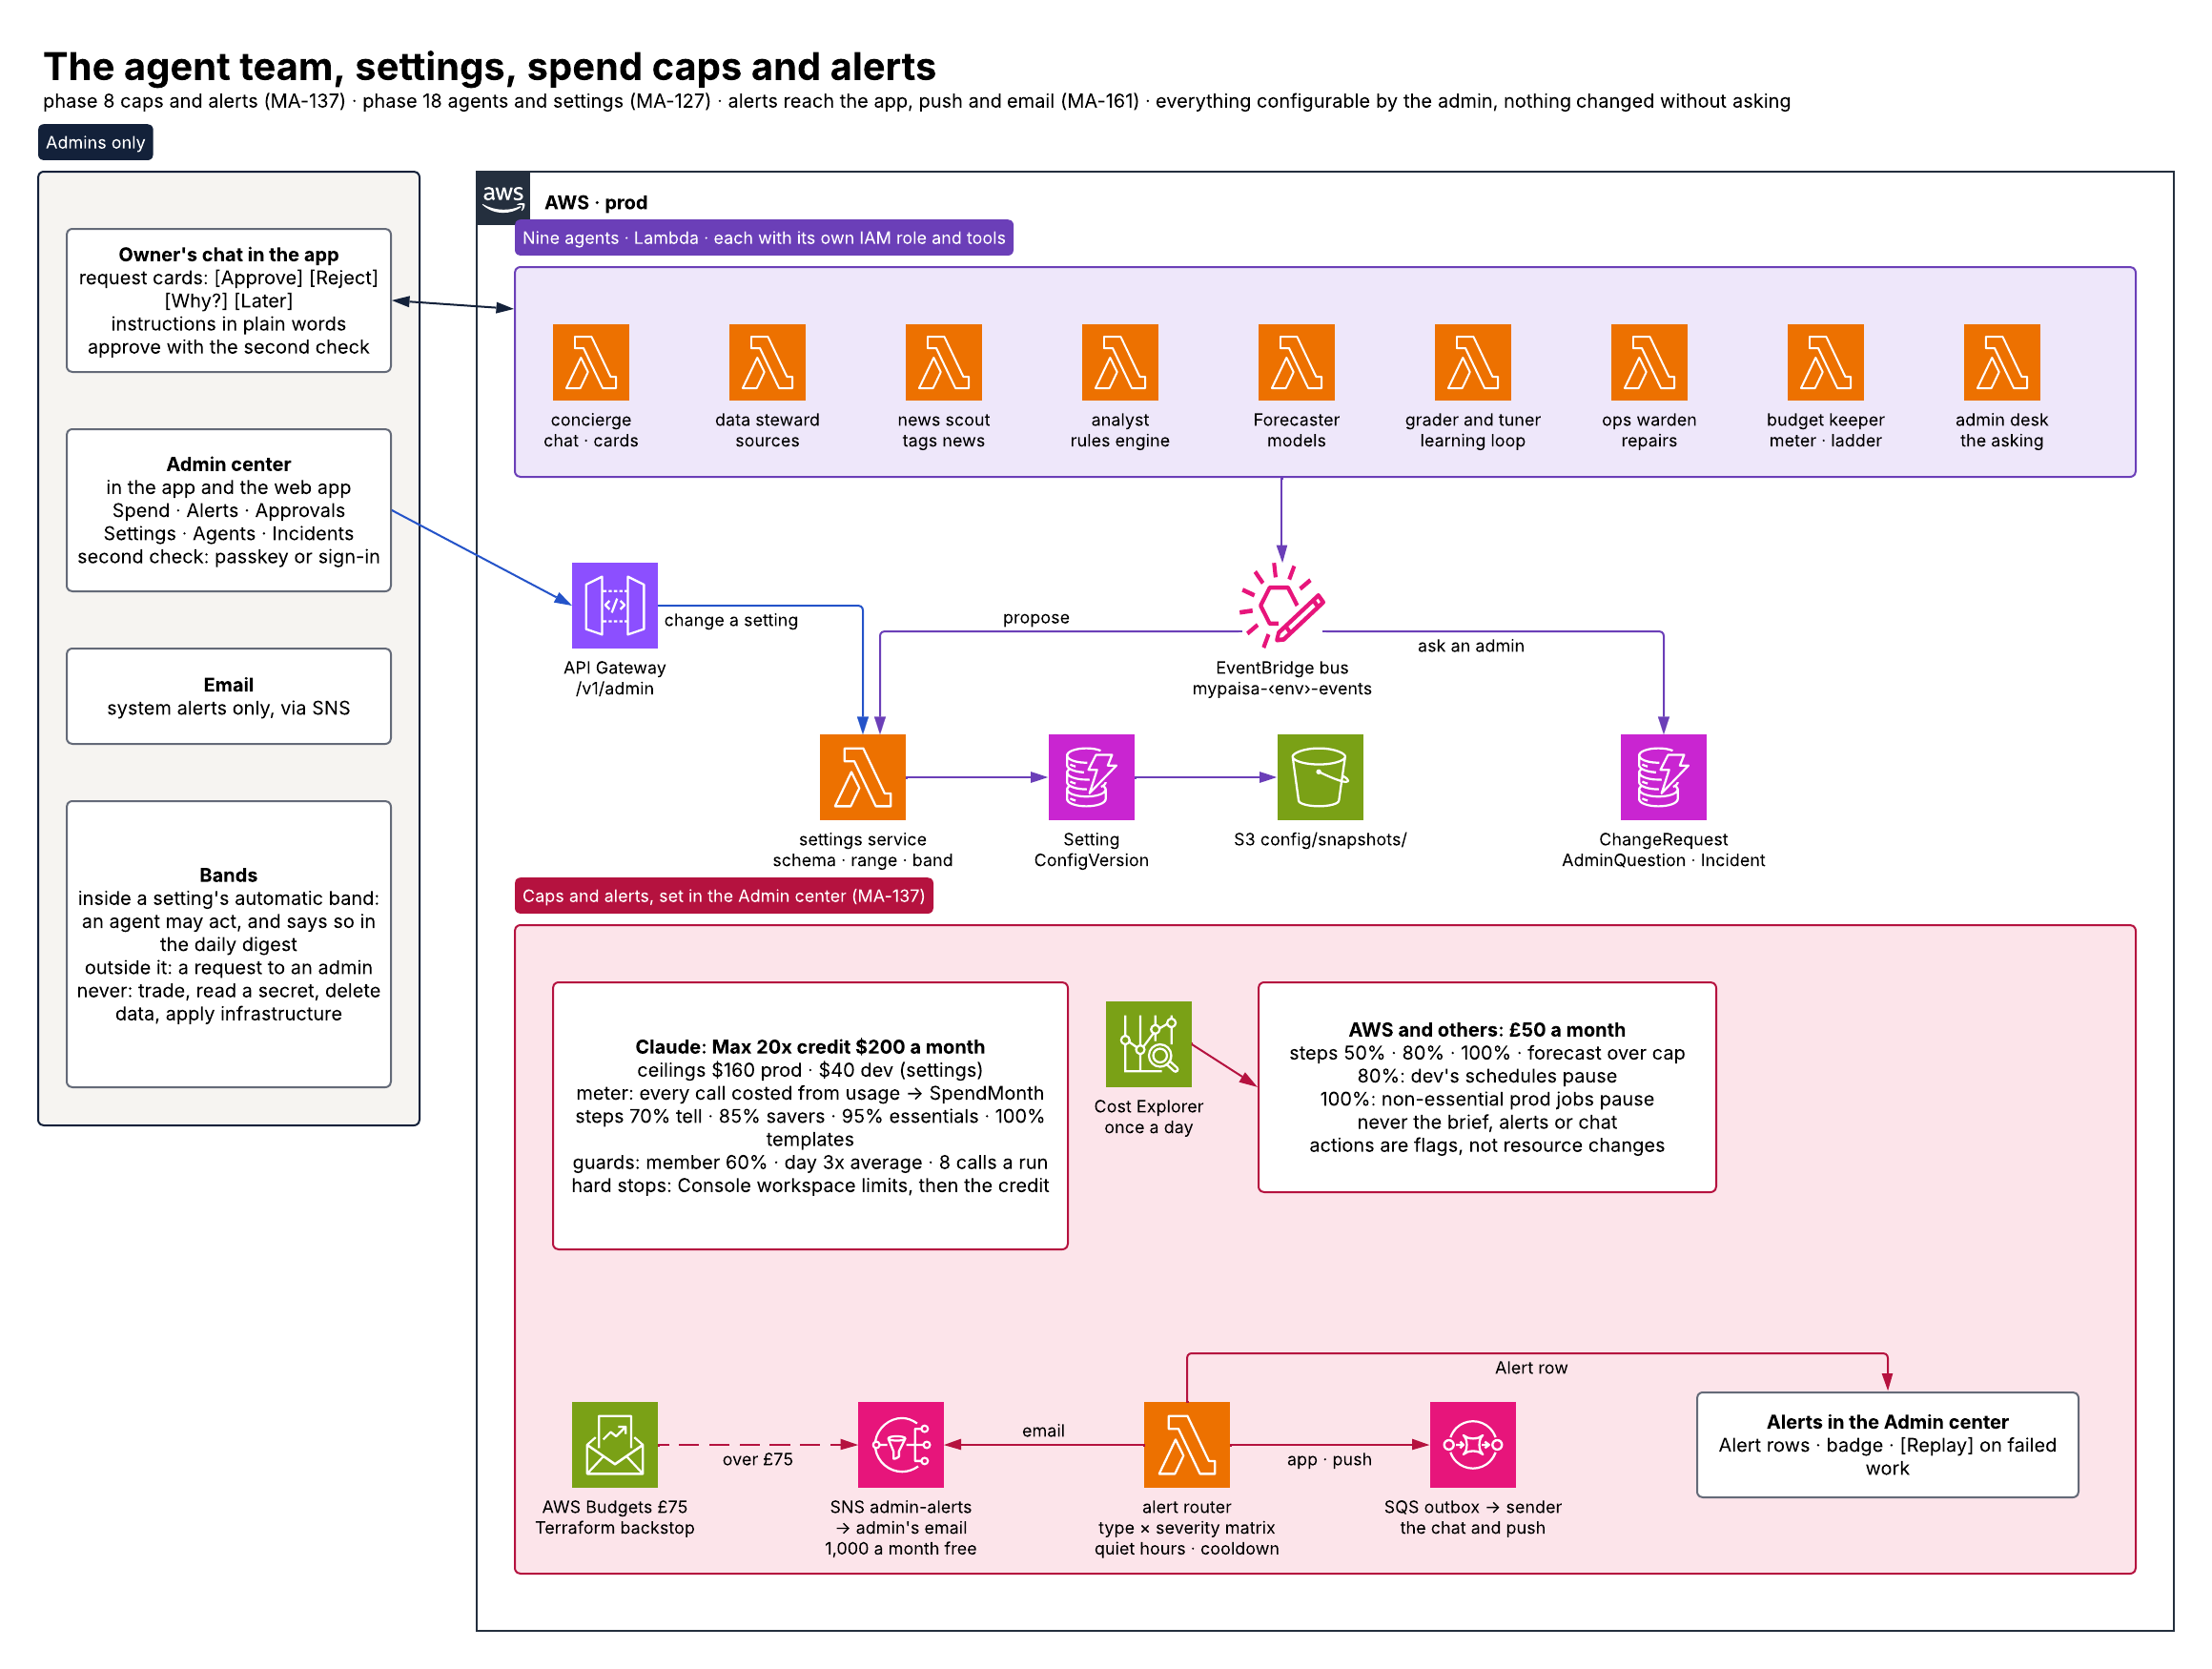 The agent team, settings, spend caps and alerts
phase 8 caps and alerts (MA-137) · phase 18 agents and settings (MA-127) · alerts reach the app, push and email (MA-161) · everything configurable by the admin, nothing changed without asking
Admins only
Owner's chat in the app
request cards: [Approve] [Reject]
[Why?] [Later]
instructions in plain words
approve with the second check
Admin center
in the app and the web app
Spend · Alerts · Approvals
Settings · Agents · Incidents
second check: passkey or sign-in
Email
system alerts only, via SNS
Bands
inside a setting's automatic band:
an agent may act, and says so in
the daily digest
outside it: a request to an admin
never: trade, read a secret, delete
data, apply infrastructure
aws
AWS · prod
Nine agents · Lambda · each with its own IAM role and tools
concierge
chat · cards
data steward
sources
news scout
tags news
analyst
rules engine
Forecaster
models
grader and tuner
learning loop
ops warden
repairs
budget keeper
meter · ladder
admin desk
the asking
API Gateway
/v1/admin
change a setting
propose
EventBridge bus
mypaisa-‹env›-events
ask an admin
settings service
schema · range · band
Setting
ConfigVersion
S3 config/snapshots/
ChangeRequest
AdminQuestion · Incident
Caps and alerts, set in the Admin center (MA-137)
Claude: Max 20x credit $200 a month
ceilings $160 prod · $40 dev (settings)
meter: every call costed from usage → SpendMonth
steps 70% tell · 85% savers · 95% essentials · 100%
templates
guards: member 60% · day 3x average · 8 calls a run
hard stops: Console workspace limits, then the credit
Cost Explorer
once a day
AWS and others: £50 a month
steps 50% · 80% · 100% · forecast over cap
80%: dev's schedules pause
100%: non-essential prod jobs pause
never the brief, alerts or chat
actions are flags, not resource changes
Alert row
AWS Budgets £75
Terraform backstop
over £75
SNS admin-alerts
→ admin's email
1,000 a month free
email
alert router
type × severity matrix
quiet hours · cooldown
app · push
SQS outbox → sender
the chat and push
Alerts in the Admin center
Alert rows · badge · [Replay] on failed
work